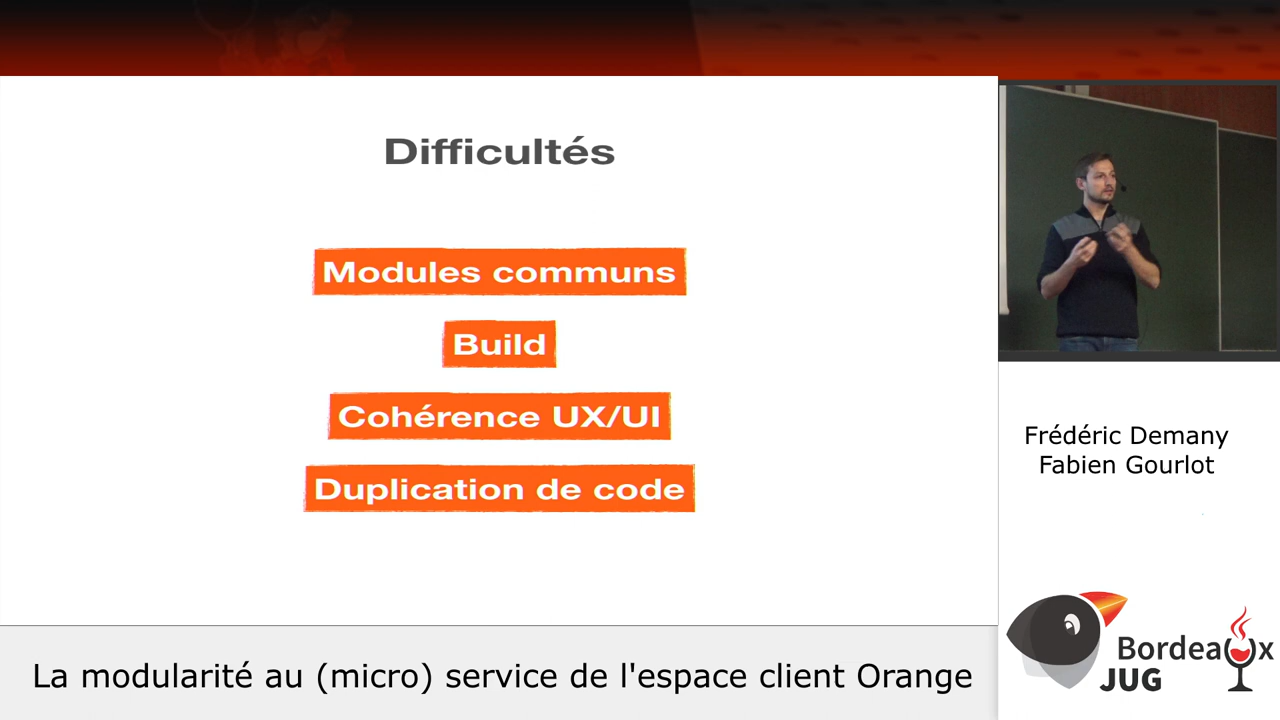 Difficultés
Modules communs
Build
Cohérence UX/UI
Duplication de code
Frédéric Demany
Fabien Gourlot
Bordeaux
JUG
La modularité au (micro) service de l'espace client Orange